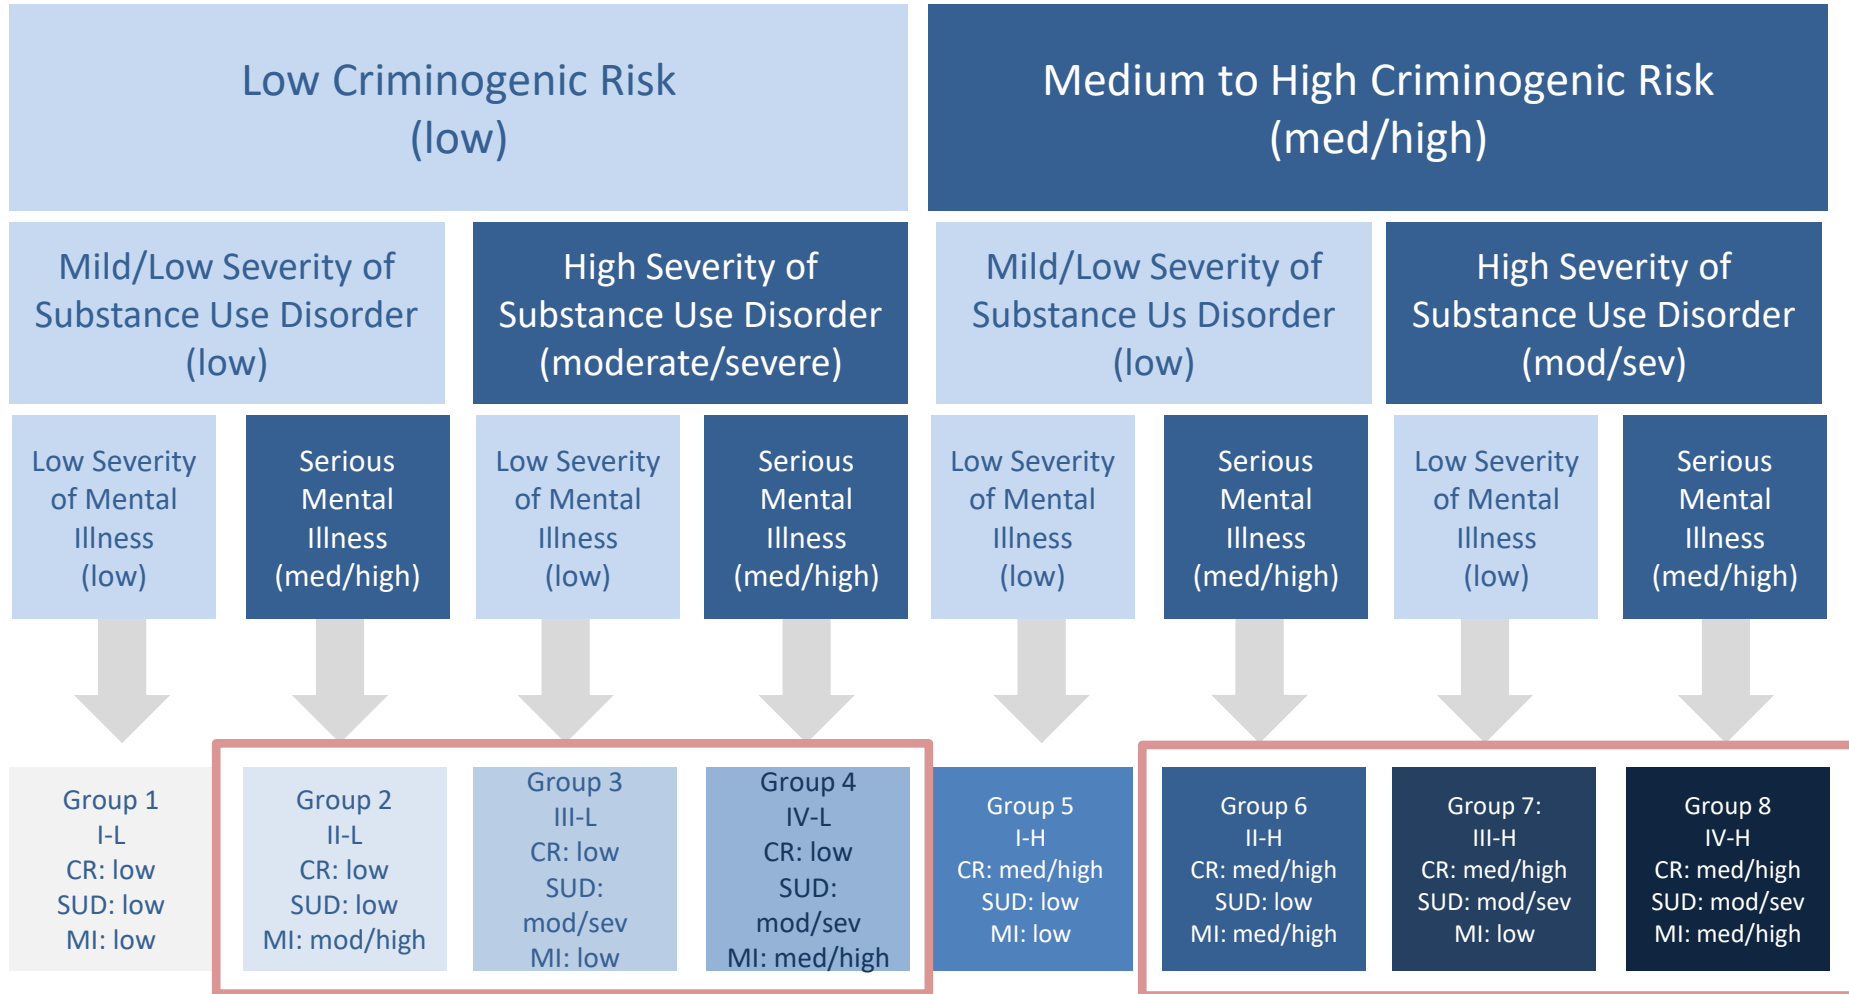 Low Criminogenic Risk
(low)
Medium to High Criminogenic Risk
(med/high)
Mild/Low Severity of
Substance Use Disorder
(low)
High Severity of
Substance Use Disorder
(moderate/severe)
Mild/Low Severity of
Substance Us Disorder
(low)
High Severity of
Substance Use Disorder
(mod/sev)
Low Severity
of Mental
Illness
(low)
Serious
Mental
Illness
(med/high)
Low Severity
of Mental
Illness
(low)
Serious
Mental
Illness
(med/high)
Low Severity
of Mental
Illness
(low)
Serious
Mental
Illness
(med/high)
Low Severity
of Mental
Illness
(low)
Serious
Mental
Illness
(med/high)
Group 1
I-L
CR: low
SUD: low
MI: low
Group 2
II-L
CR: low
SUD: low
MI: mod/high
Group 3
III-L
CR: low
SUD:
mod/sev
MI: low
Group 4
IV-L
CR: low
SUD:
mod/sev
MI: med/high
Group 5
I-H
CR: med/high
SUD: low
MI: low
Group 6
II-H
CR: med/high
SUD: low
MI: med/high
Group 7:
III-H
CR: med/high
SUD: mod/sev
MI: low
Group 8
IV-H
CR: med/high
SUD: mod/sev
MI: med/high